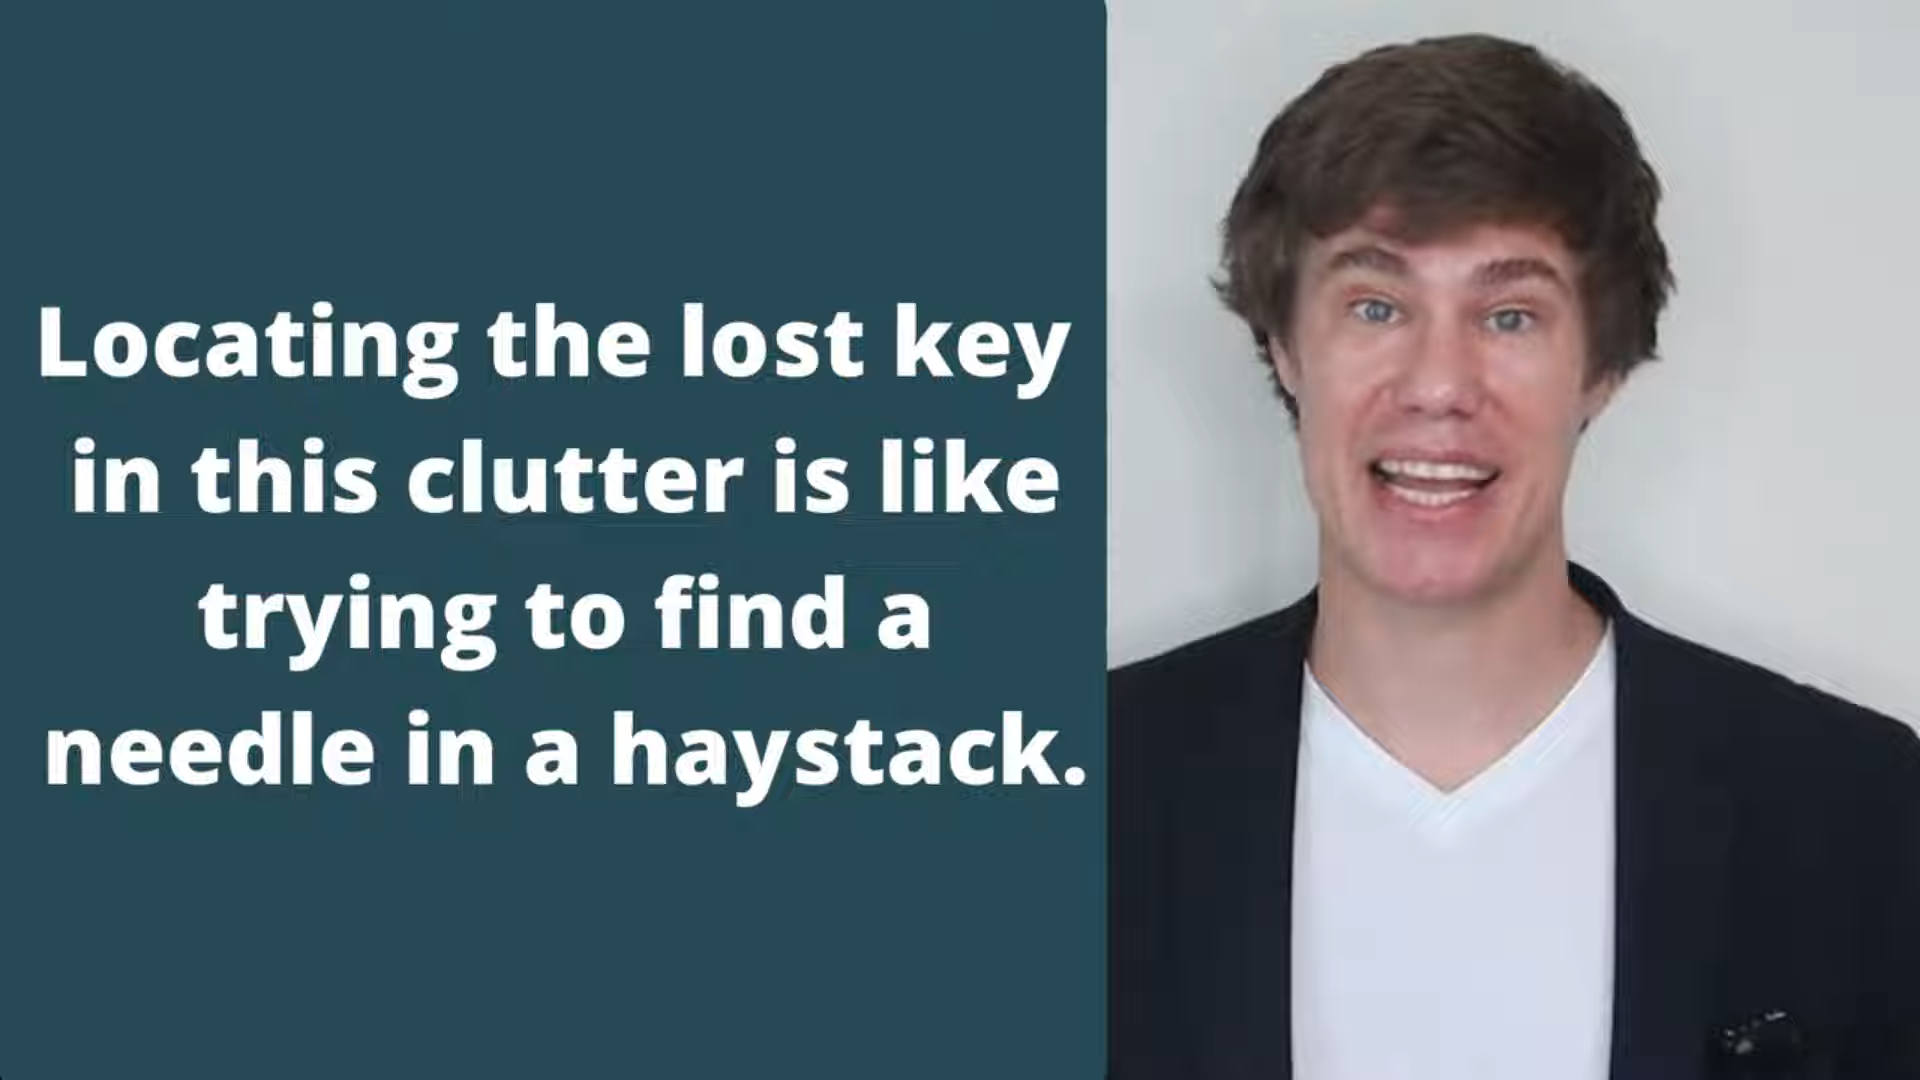 Locating the lost key
in this clutter is like
trying to find a
needle in a haystack.